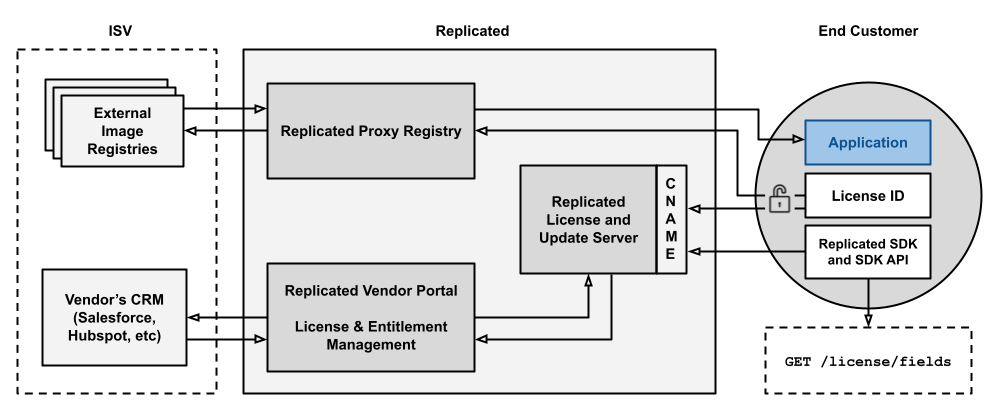 ISV
Replicated
End Customer
External
Image
Registries
Replicated Proxy Registry
Application
License ID
Replicated SDK
and SDK API
Replicated
License and
Update Server
C
N
A
M
E
Vendor's CRM
(Salesforce,
Hubspot, etc)
Replicated Vendor Portal
License & Entitlement
Management
GET /license/fields